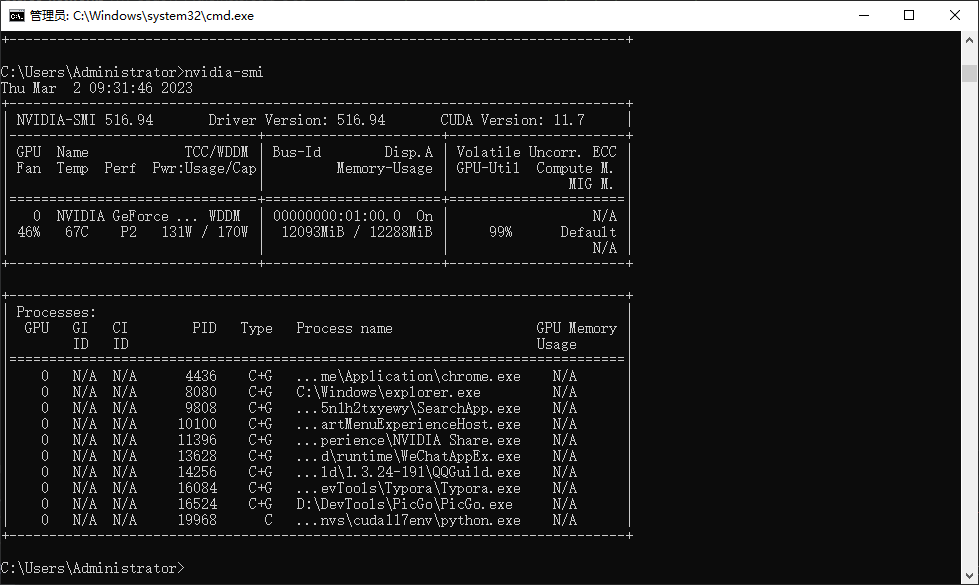 管理员: C:\Windows\system32\cmd.exe
+-----------------------------------------------------------------------------+

C:\Users\Administrator>nvidia-smi
Thu Mar  2 09:31:46 2023
+-----------------------------------------------------------------------------+
| NVIDIA-SMI 516.94       Driver Version: 516.94       CUDA Version: 11.7     |
|-------------------------------+----------------------+----------------------+
| GPU  Name            TCC/WDDM | Bus-Id        Disp.A | Volatile Uncorr. ECC |
| Fan  Temp  Perf  Pwr:Usage/Cap|         Memory-Usage | GPU-Util  Compute M. |
|                               |                      |               MIG M. |
|===============================+======================+======================|
|   0  NVIDIA GeForce ... WDDM  | 00000000:01:00.0  On |                  N/A |
| 46%   67C    P2   131W / 170W |  12093MiB / 12288MiB |     99%      Default |
|                               |                      |                  N/A |
+-------------------------------+----------------------+----------------------+

+-----------------------------------------------------------------------------+
| Processes:                                                                  |
|  GPU   GI   CI        PID   Type   Process name                  GPU Memory |
|        ID   ID                                                   Usage      |
|=============================================================================|
|    0   N/A  N/A      4436    C+G   ...me\Application\chrome.exe    N/A      |
|    0   N/A  N/A      8080    C+G   C:\Windows\explorer.exe         N/A      |
|    0   N/A  N/A      9808    C+G   ...5n1h2txyewy\SearchApp.exe    N/A      |
|    0   N/A  N/A     10100    C+G   ...artMenuExperienceHost.exe    N/A      |
|    0   N/A  N/A     11396    C+G   ...perience\NVIDIA Share.exe    N/A      |
|    0   N/A  N/A     13628    C+G   ...d\runtime\WeChatAppEx.exe    N/A      |
|    0   N/A  N/A     14256    C+G   ...ld\1.3.24-191\QQGuild.exe    N/A      |
|    0   N/A  N/A     16084    C+G   ...evTools\Typora\Typora.exe    N/A      |
|    0   N/A  N/A     16524    C+G   D:\DevTools\PicGo\PicGo.exe     N/A      |
|    0   N/A  N/A     19968      C   ...nvs\cuda117env\python.exe    N/A      |
+-----------------------------------------------------------------------------+

C:\Users\Administrator>